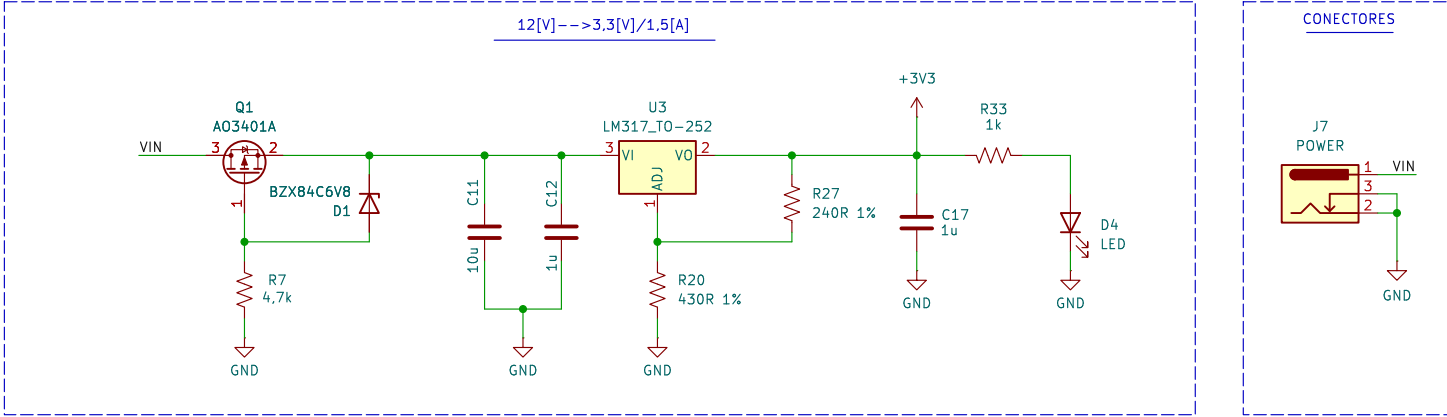 12[V]-->3,3[V]/1,5[A]
CONECTORES
+3V3
Q1
AO3401A
U3
LM317_TO-252
R33
1k
J7
POWER
VIN
3
2
1
3
VI
VO
2
ADJ
1
BZX84C6V8
D1
C11
10u
C12
1u
R27
240R 1%
C17
1u
D4
LED
1
VIN
3
2
R7
4,7k
R20
430R 1%
GND
GND
GND
GND
GND
GND